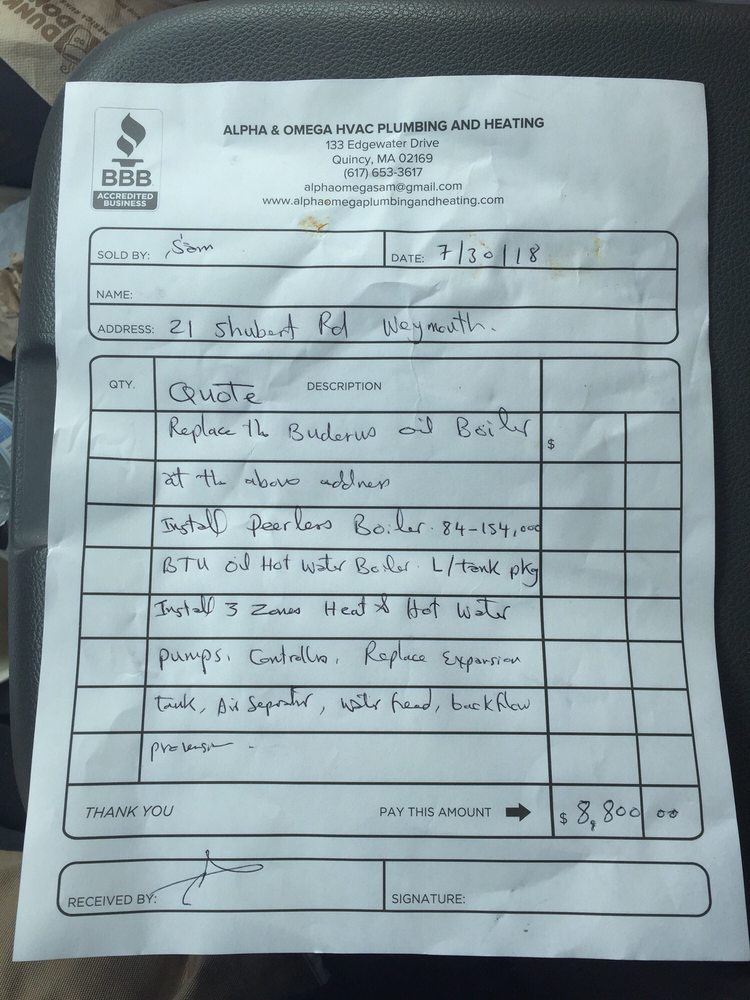 DUNK
DON
BBB
ACCREDITED
BUSINESS
ALPHA & OMEGA HVAC PLUMBING AND HEATING
133 Edgewater Drive
Quincy, MA 02169
(617) 653-3617
alphaomegasam@gmail.com
www.alphaomegaplumbingandheating.com
SOLD BY: Sam
DATE: 7/30/18
NAME:
ADDRESS: 21 Shubert Rd Weymouth.
QTY. Quote DESCRIPTION
Replace the Buderus oil Boiler $
at the above address
Install Peerless Boiler. 84-154,000
BTU oil Hot Water Boiler. L/tank pkg
Install 3 Zones Heat & Hot Water
pumps, Controllers, Replace Expansion
tank, Air Seprator, water feed, backflow
THANK YOU PAY THIS AMOUNT $ 8,800 00
RECEIVED BY:
SIGNATURE: